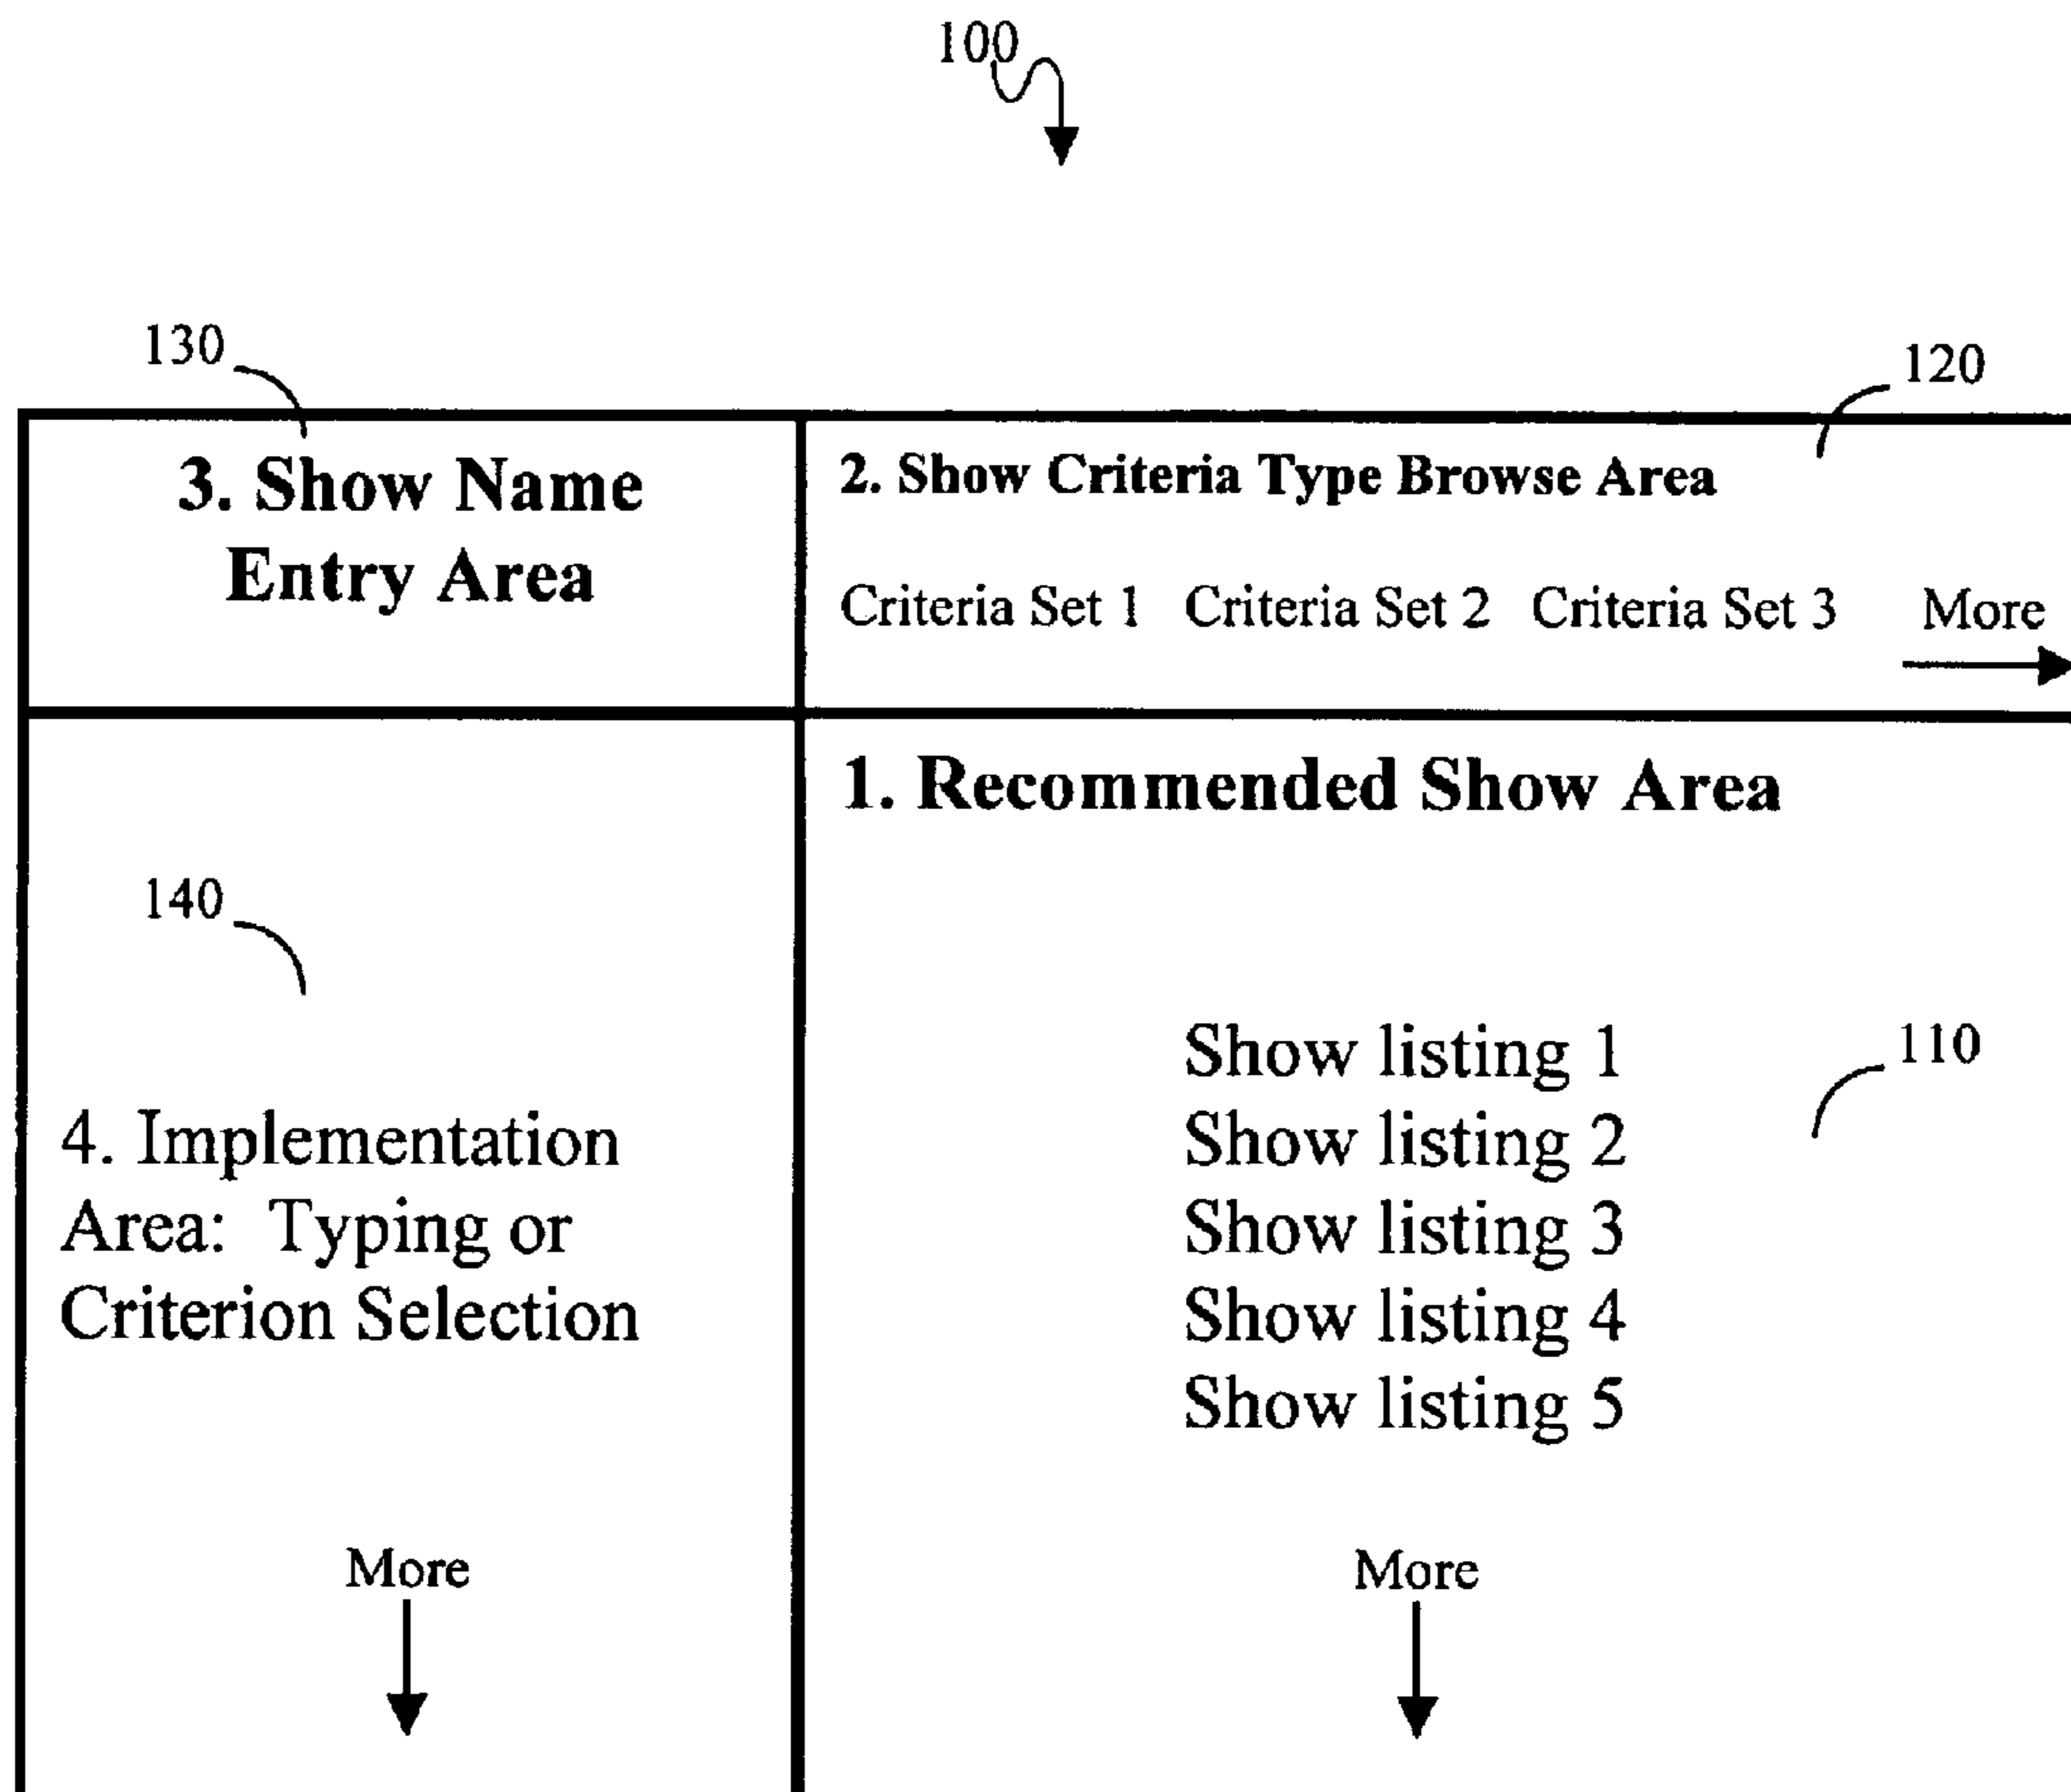 100
130
120
3. Show Name
Entry Area
2. Show Criteria Type Browse Area
Criteria Set 1 Criteria Set 2 Criteria Set 3 More
1. Recommended Show Area
140
4. Implementation
Area: Typing or
Criterion Selection
More
Show listing 1
110
Show listing 2
Show listing 3
Show listing 4
Show listing 5
More